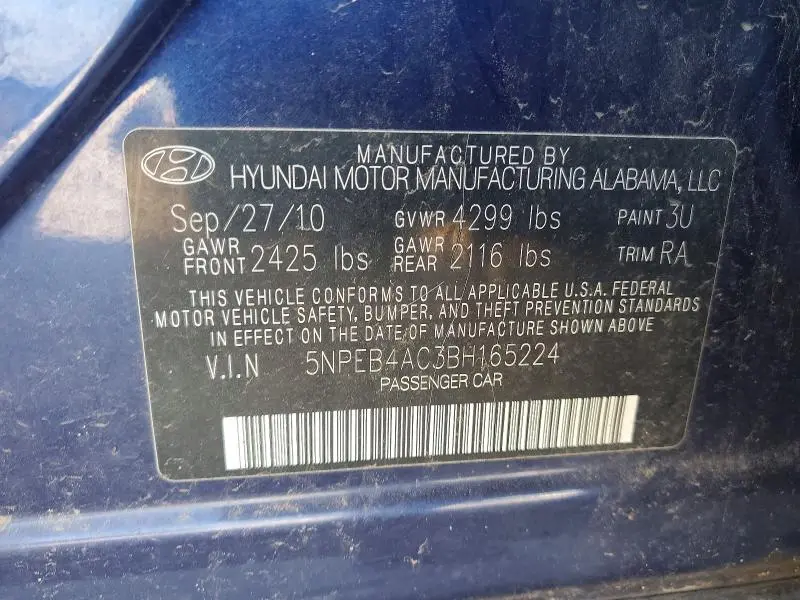 MANUFACTURED BY
HYUNDAI MOTOR MANUFACTURING ALABAMA, LLC
Sep/27/10 GVWR 4299 lbs PAINT 3U
GAWR FRONT 2425 lbs GAWR REAR 2116 lbs TRIM RA
THIS VEHICLE CONFORMS TO ALL APPLICABLE U.S.A. FEDERAL
MOTOR VEHICLE SAFETY, BUMPER, AND THEFT PREVENTION STANDARDS
IN EFFECT ON THE DATE OF MANUFACTURE SHOWN ABOVE
V.I.N 5NPEB4AC3BH165224
PASSENGER CAR